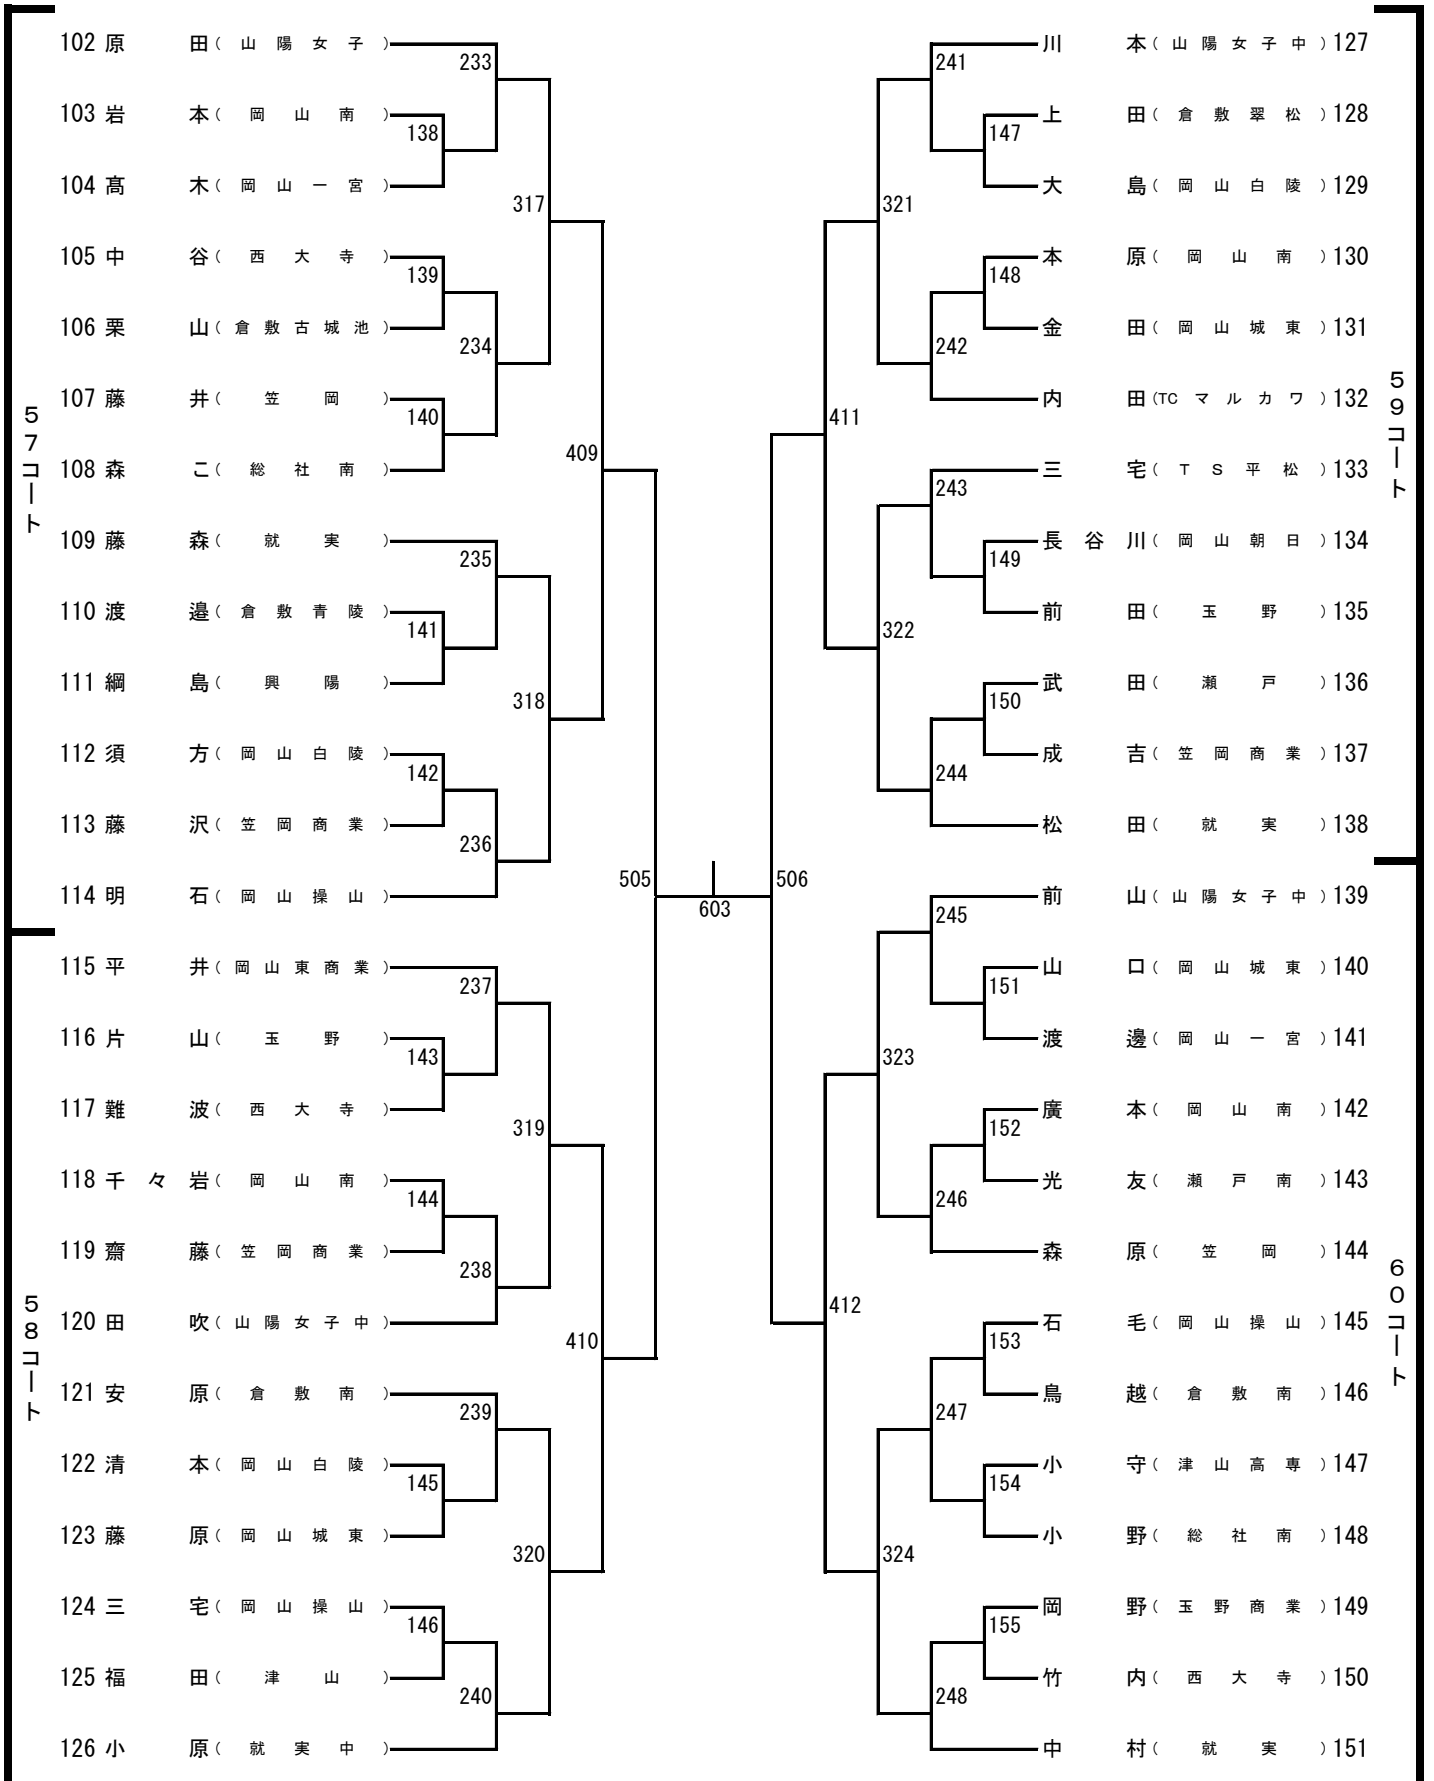 102 原田(山陽女子)
233
103 岩本(岡山南)
138
104 髙木(岡山一宮)
317
105 中谷(西大寺)
139
106 栗山(倉敷古城池)
234
107 藤井(笠岡)
140
409
108 森こ(総社南)
57コート
109 藤森(就実)
235
110 渡邉(倉敷青陵)
141
111 綱島(興陽)
318
112 須方(岡山白陵)
142
113 藤沢(笠岡商業)
236
114 明石(岡山操山)
505
603
506
115 平井(岡山東商業)
237
116 片山(玉野)
143
117 難波(西大寺)
319
118 千々岩(岡山南)
144
119 齋藤(笠岡商業)
238
120 田吹(山陽女子中)
410
58コート
121 安原(倉敷南)
239
122 清本(岡山白陵)
145
123 藤原(岡山城東)
320
124 三宅(岡山操山)
146
125 福田(津山)
240
126 小原(就実中)
川本(山陽女子中)127
241
上田(倉敷翠松)128
147
大島(岡山白陵)129
321
本原(岡山南)130
148
金田(岡山城東)131
242
内田(TCマルカワ)132
411
59コート
三宅(TS平松)133
243
長谷川(岡山朝日)134
149
前田(玉野)135
322
武田(瀬戸)136
150
成吉(笠岡商業)137
244
松田(就実)138
前山(山陽女子中)139
245
山口(岡山城東)140
151
渡邊(岡山一宮)141
323
廣本(岡山南)142
152
光友(瀬戸南)143
246
森原(笠岡)144
412
60コート
石毛(岡山操山)145
153
鳥越(倉敷南)146
247
小守(津山高専)147
154
小野(総社南)148
324
岡野(玉野商業)149
155
竹内(西大寺)150
248
中村(就実)151